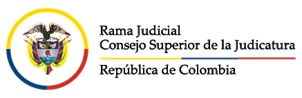 Rama Judicial
Consejo Superior de la Judicatura
República de Colombia